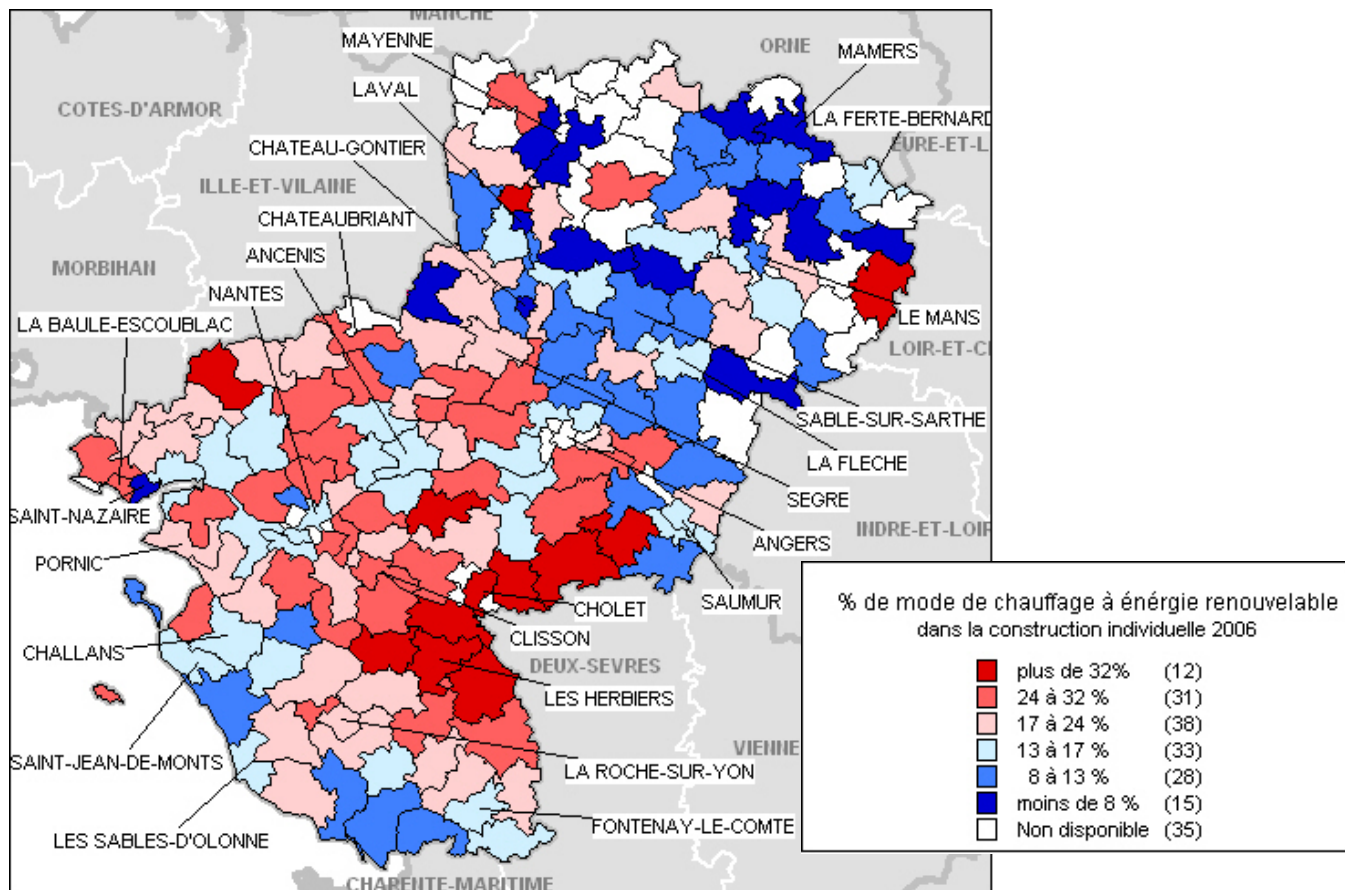 MANCHE
MAYENNE
ORNE
MAMERS
LAVAL
COTES-D'ARMOR
LA FERTE-BERNARD
EURE-ET-L
CHATEAU-GONTIER
ILLE-ET-VILAINE
CHATEAUBRIANT
ANCENIS
MORBIHAN
NANTES
LA BAULE-ESCOUBLAC
LE MANS
LOIR-ET-C
SABLE-SUR-SARTHE
LA FLECHE
SEGRE
SAINT-NAZAIRE
INDRE-ET-LOIR
ANGERS
PORNIC
SAUMUR
CHOLET
CLISSON
CHALLANS
DEUX-SEVRES
LES HERBIERS
VIENNE
SAINT-JEAN-DE-MONTS
LA ROCHE-SUR-YON
LES SABLES-D'OLONNE
FONTENAY-LE-COMTE
CHARENTE-MARITIME
% de mode de chauffage à énérgie renouvelable
dans la construction individuelle 2006
plus de 32% (12)
24 à 32 % (31)
17 à 24 % (38)
13 à 17 % (33)
8 à 13 % (28)
moins de 8 % (15)
Non disponible (35)